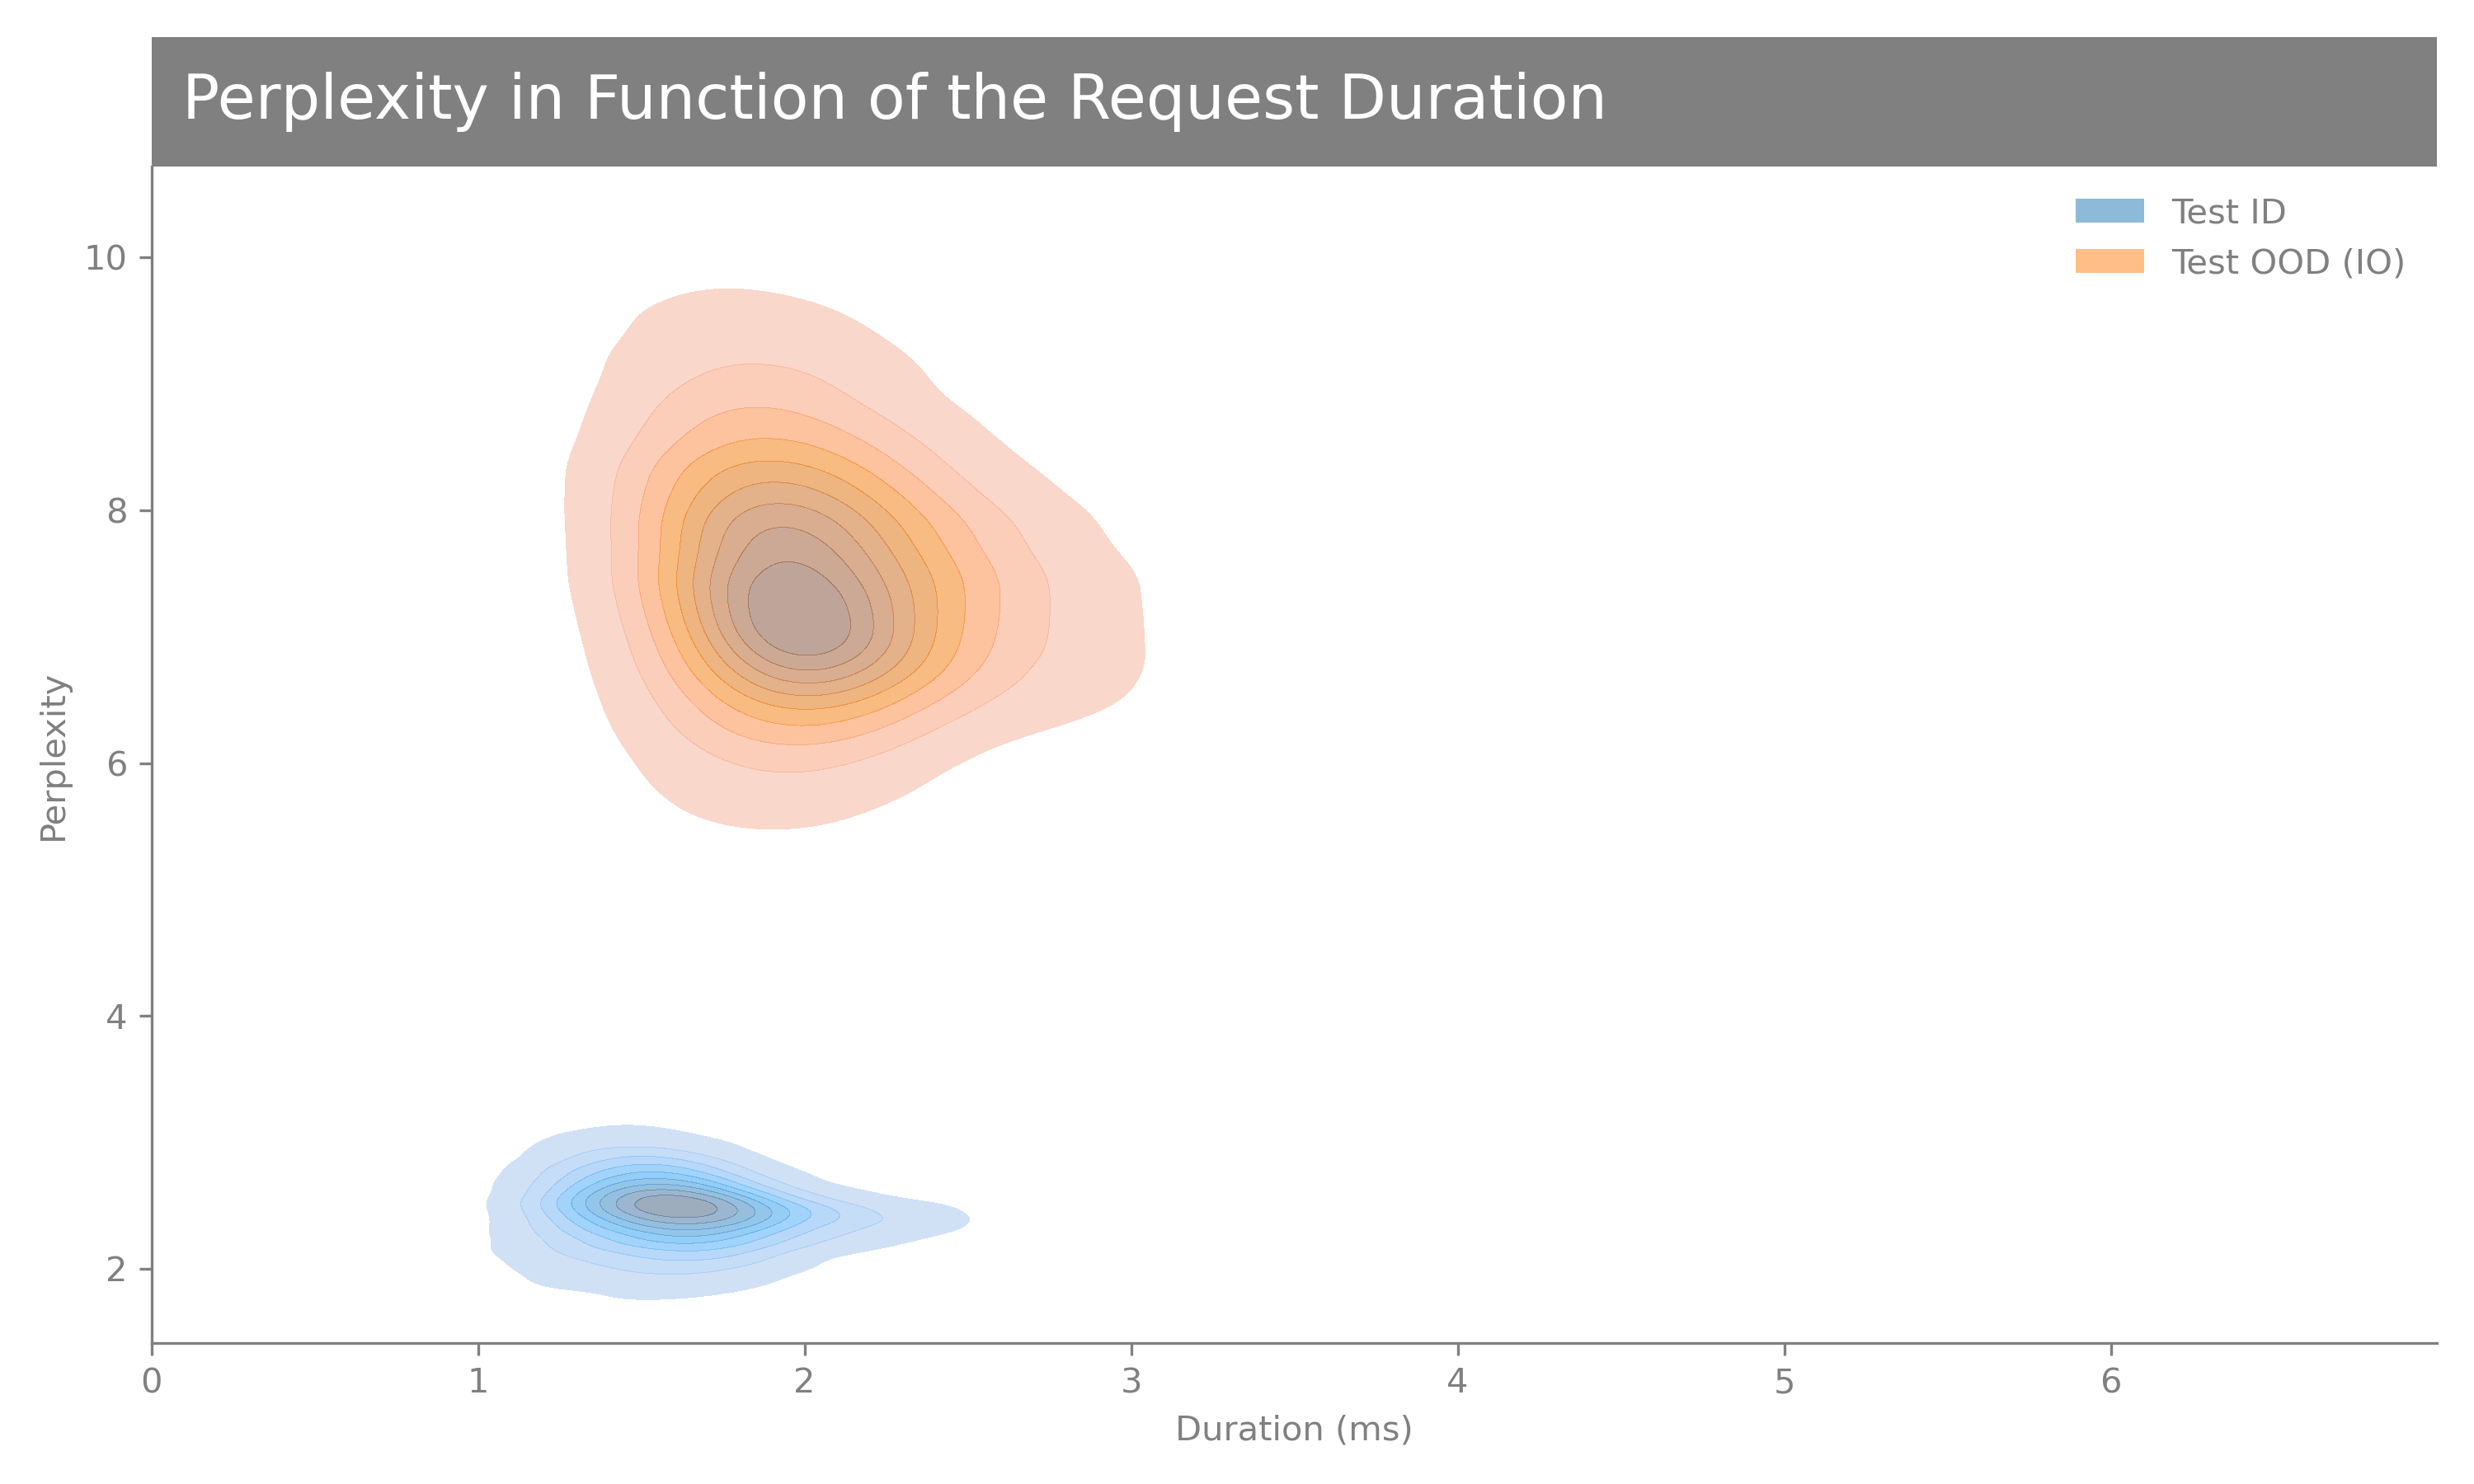 Perplexity in Function of the Request Duration
Test ID
Test OOD (IO)
10
8
6
4
2
Perplexity
0 1 2 3 4 5 6
Duration (ms)